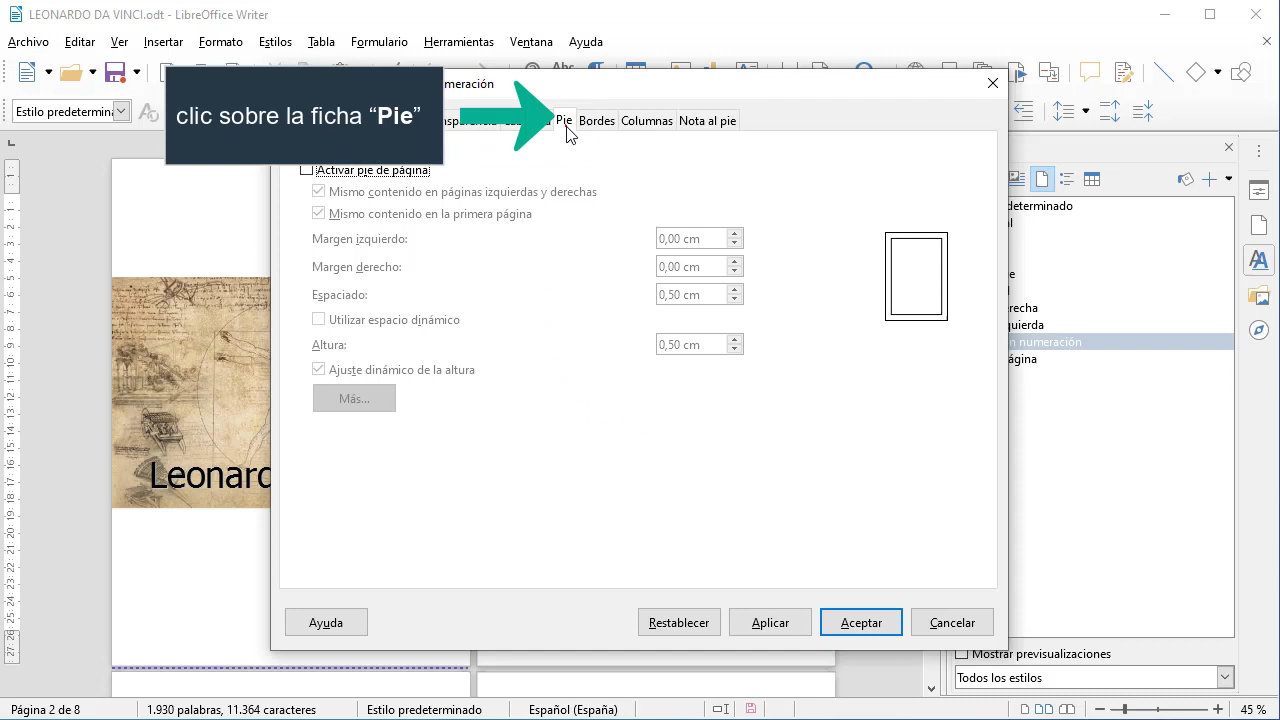 LEONARDO DA VINCI.odt - LibreOffice Writer
Archivo Editar Ver Insertar Formato Estilos Tabla Formulario Herramientas Ventana Ayuda
meración
Estilo predetermin
clic sobre la ficha “Pie”
Pie Bordes Columnas Nota al pie
Activar pie de página
Mismo contenido en páginas izquierdas y derechas
Mismo contenido en la primera página
Margen izquierdo: 0,00 cm
Margen derecho: 0,00 cm
Espaciado: 0,50 cm
Utilizar espacio dinámico
Altura: 0,50 cm
Ajuste dinámico de la altura
Más...
determinado
al
e
erecha
quierda
n numeración
ágina
Leonard
Ayuda Restablecer Aplicar Aceptar Cancelar
Mostrar previsualizaciones
Todos los estilos
Página 2 de 8 1.930 palabras, 11.364 caracteres Estilo predeterminado Español (España) 45 %